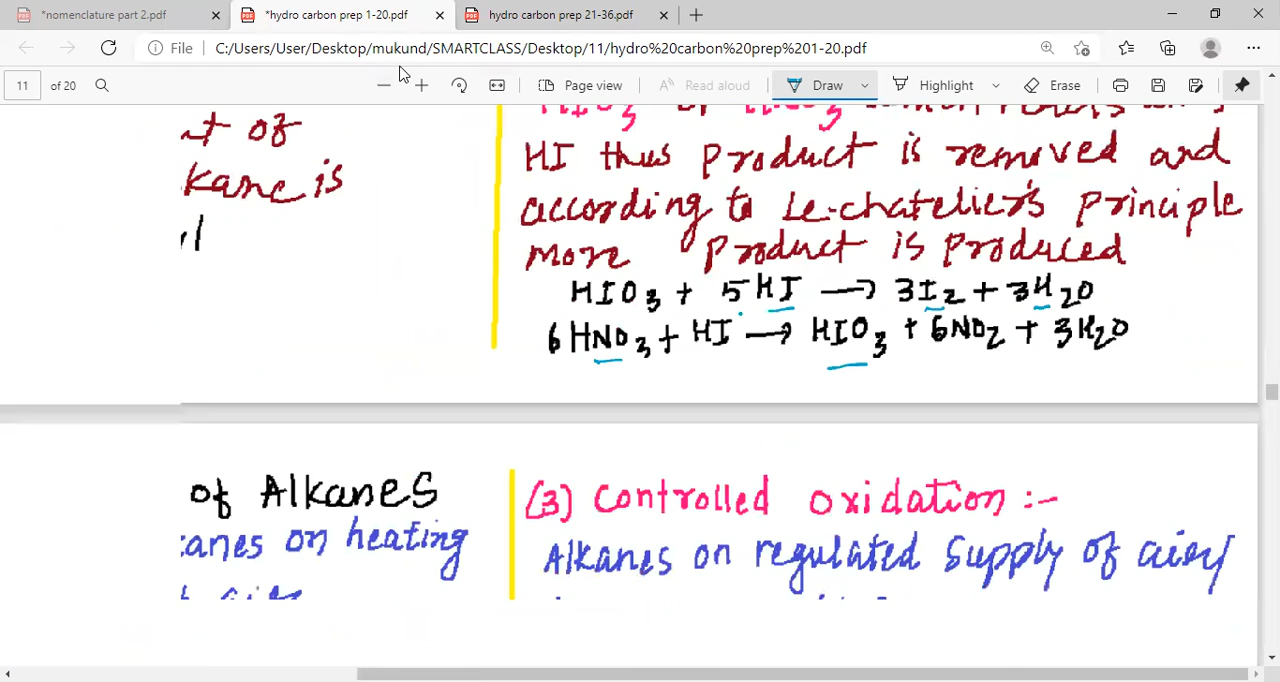 *nomenclature part 2.pdf
*hydro carbon prep 1-20.pdf
hydro carbon prep 21-36.pdf
File
C:/Users/User/Desktop/mukund/SMARTCLASS/Desktop/11/hydro%20carbon%20prep%201-20.pdf
11 of 20
Page view
Read aloud
Draw
Highlight
Erase
t of
kane is
l
HIO3 or HNO3
HI thus product is removed and
according to Le-chatelier's principle
more product is produced
HIO3 + 5HI → 3I2 + 3H2O
6HNO3 + HI → HIO3 + 6NO2 + 3H2O
of AlkanES
canes on heating
(3) Controlled oxidation :-
Alkanes on regulated supply of air/